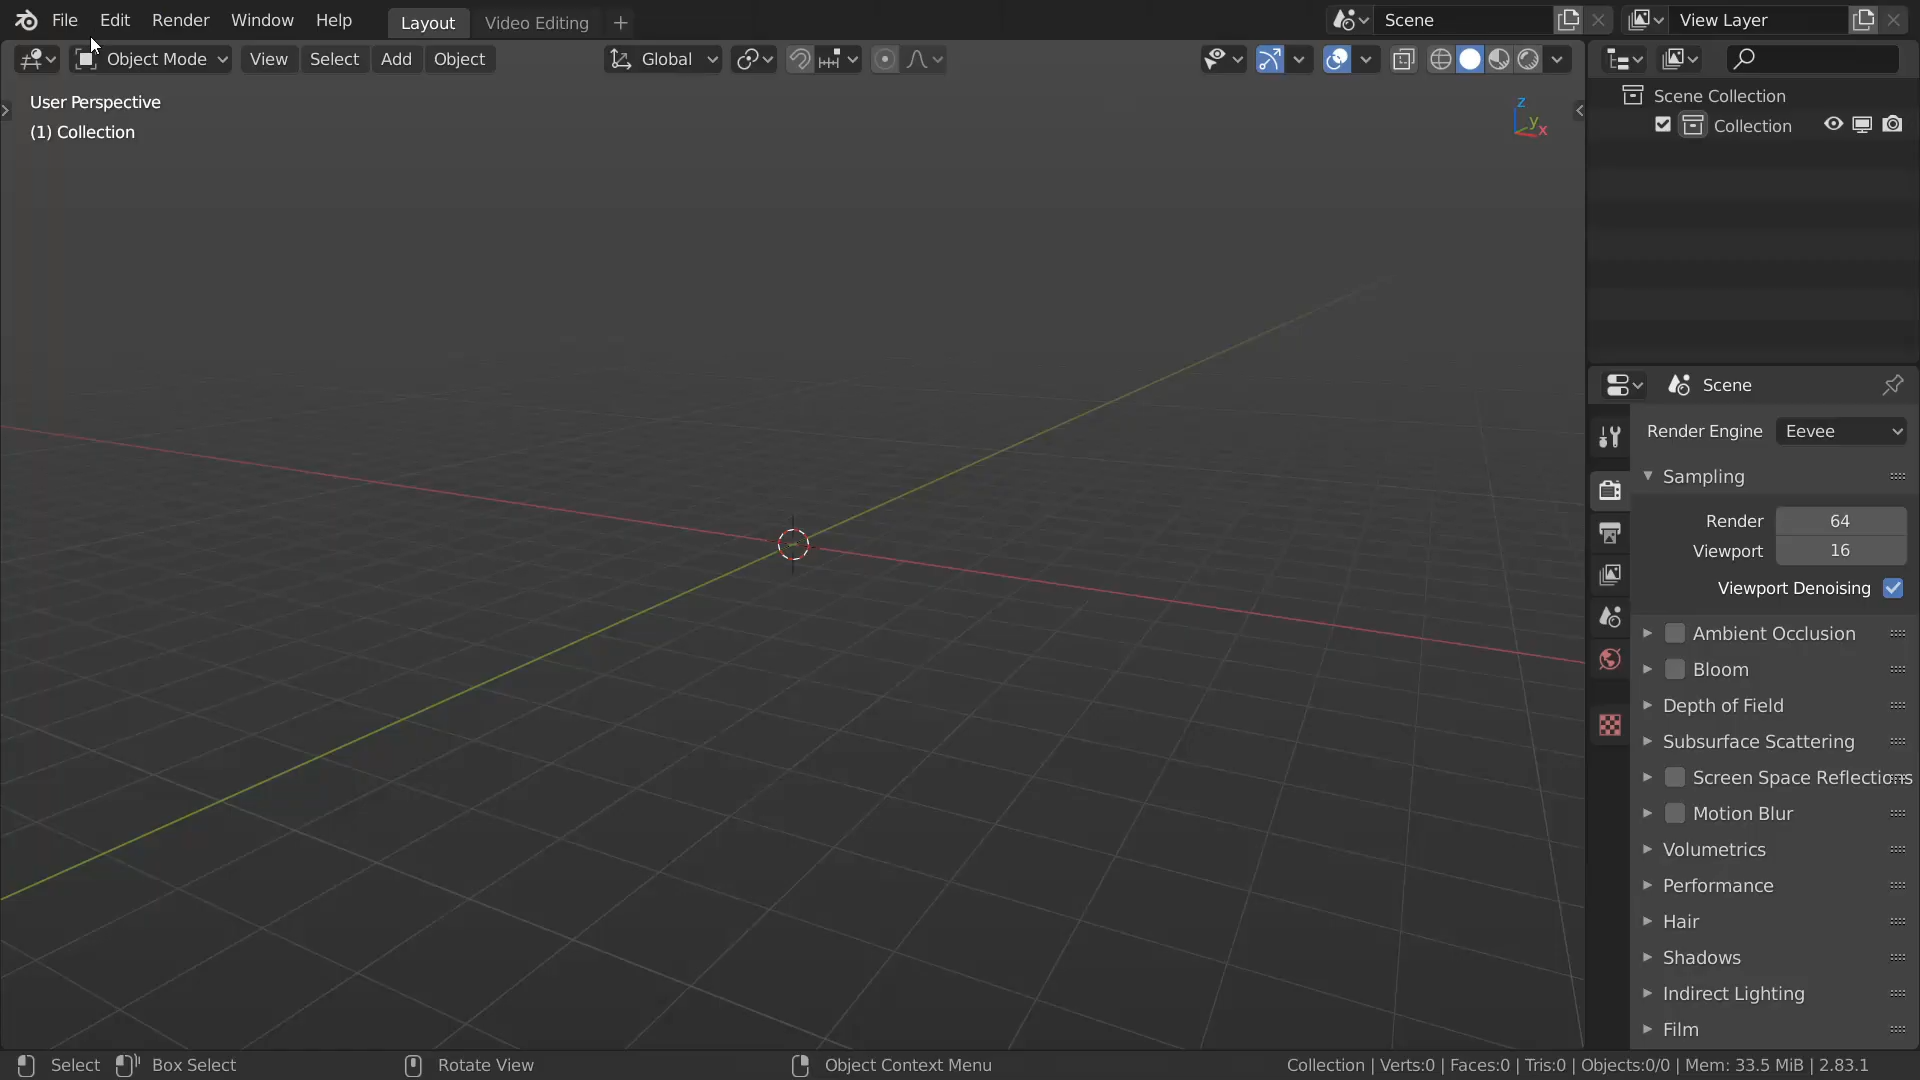 File Edit Render Window Help Layout Video Editing + Scene View Layer
Object Mode View Select Add Object Global
User Perspective
(1) Collection
z
y
x
Scene Collection
Collection
Scene
Render Engine Eevee
Sampling
Render 64
Viewport 16
Viewport Denoising
Ambient Occlusion
Bloom
Depth of Field
Subsurface Scattering
Screen Space Reflections
Motion Blur
Volumetrics
Performance
Hair
Shadows
Indirect Lighting
Film
Select Box Select Rotate View Object Context Menu Collection | Verts:0 | Faces:0 | Tris:0 | Objects:0/0 | Mem: 33.5 MiB | 2.83.1